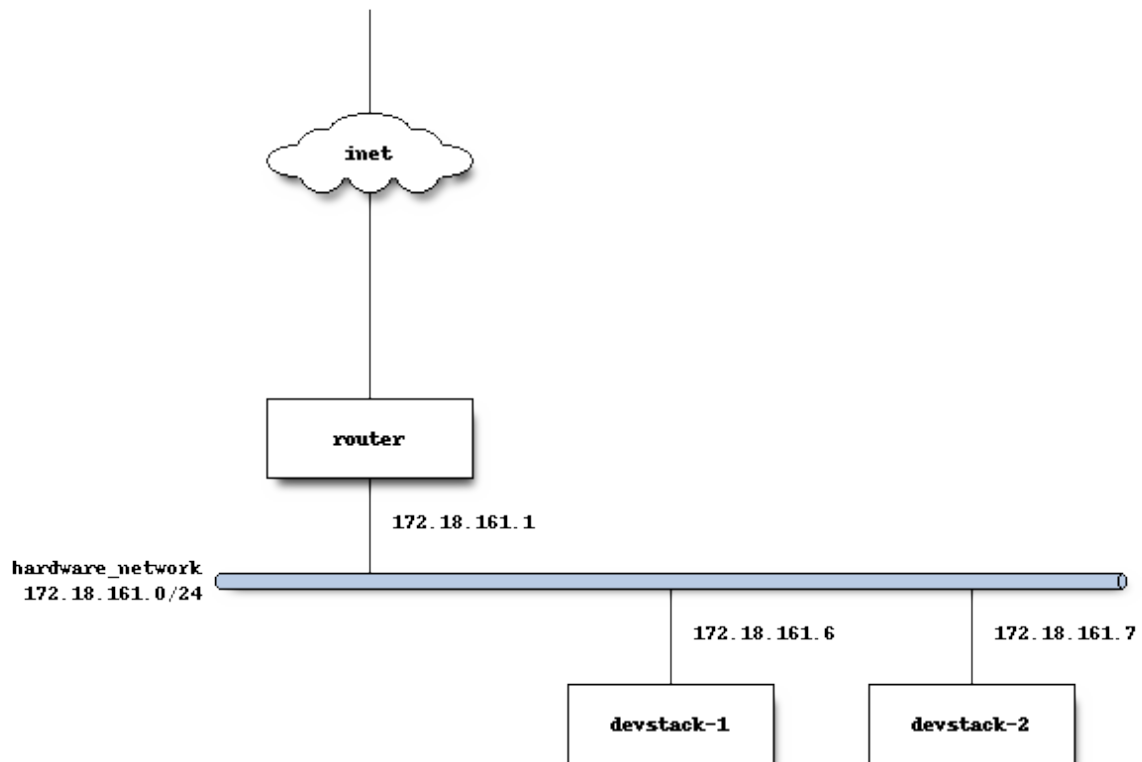 inet
router
172.18.161.1
hardware_network
172.18.161.0/24
172.18.161.6
172.18.161.7
devstack-1
devstack-2